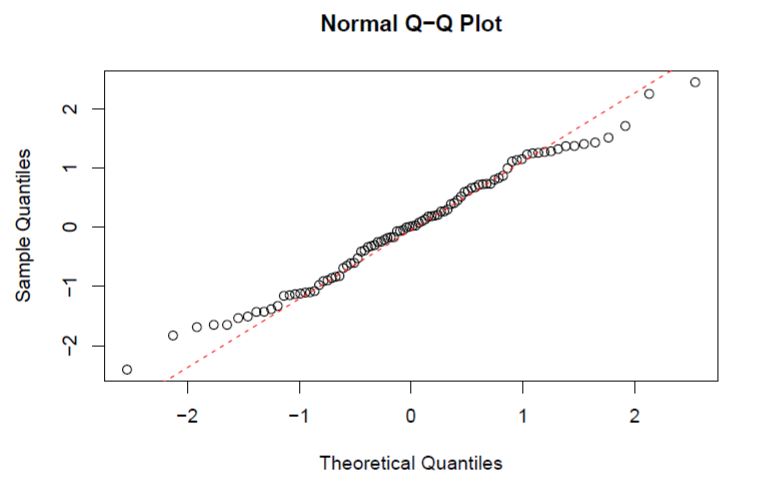 Normal Q−Q Plot
Sample Quantiles
2
1
0
−1
−2
−2 −1 0 1 2
Theoretical Quantiles